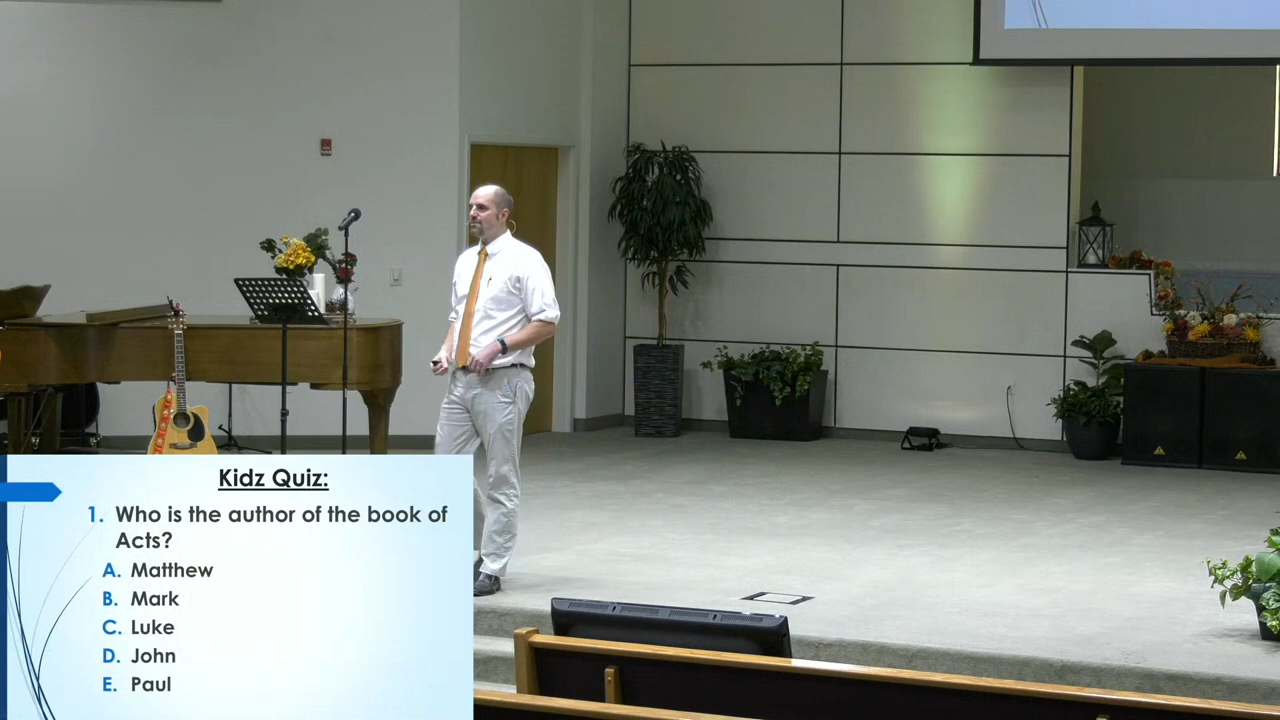 Kidz Quiz:
1. Who is the author of the book of
Acts?
A. Matthew
B. Mark
C. Luke
D. John
E. Paul